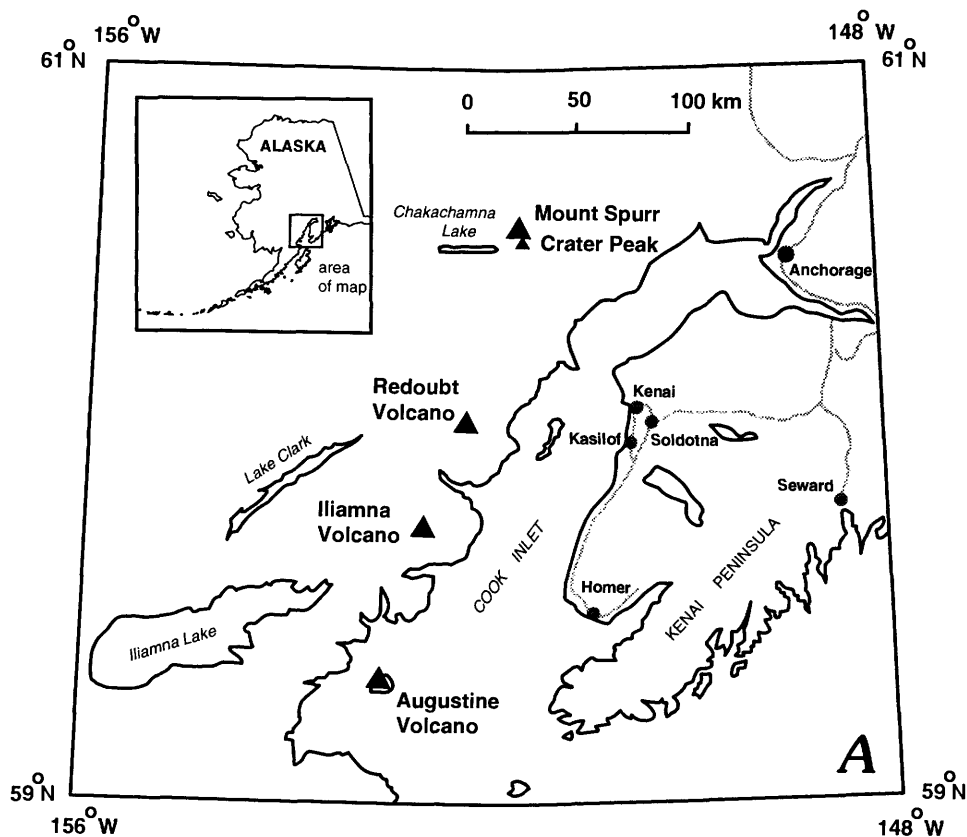 156°W
148°W
61°N
61°N
0 50 100 km
ALASKA
area
of map
Chakachamna
Lake
Mount Spurr
Crater Peak
Anchorage
Redoubt
Volcano
Kenai
Kasilof
Soldotna
Lake Clark
Seward
Iliamna
Volcano
COOK INLET
KENAI PENINSULA
Homer
Iliamna Lake
Augustine
Volcano
A
59°N
59°N
156°W
148°W